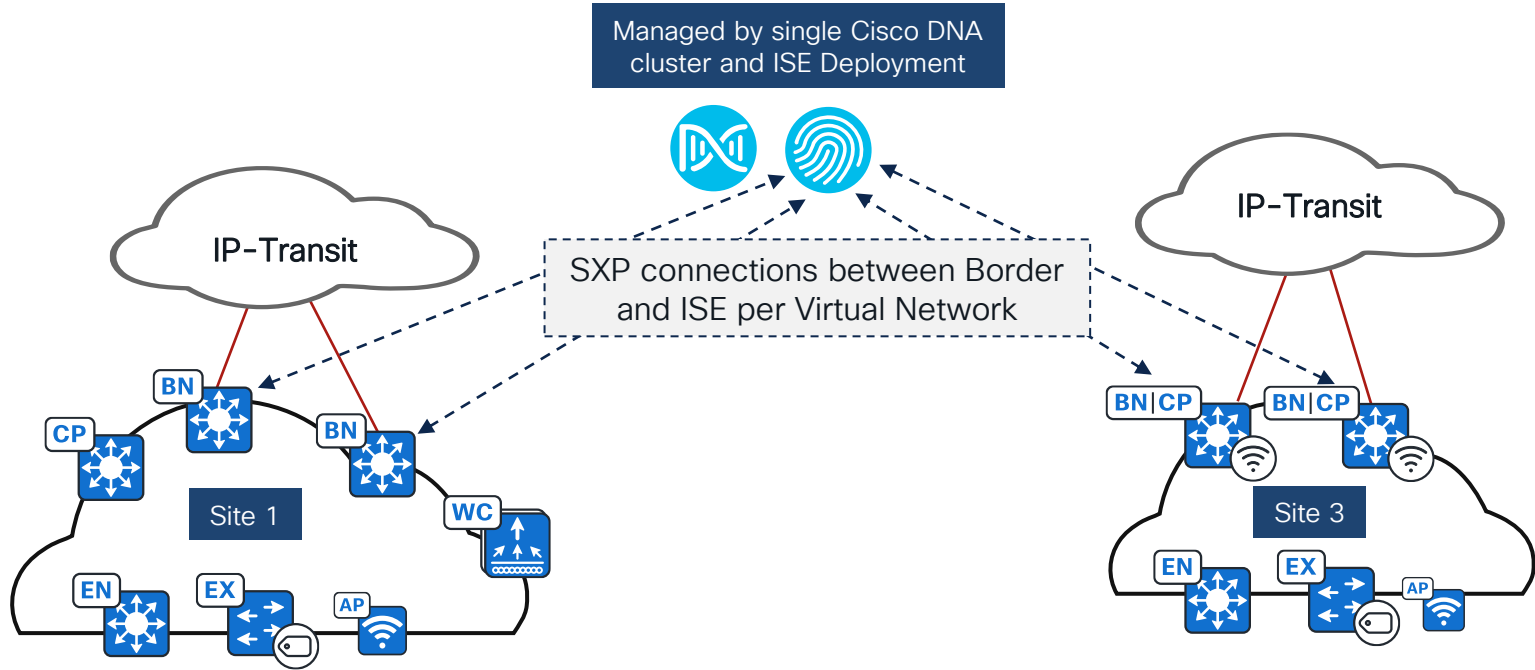 Managed by single Cisco DNA
cluster and ISE Deployment
IP-Transit
IP-Transit
SXP connections between Border
and ISE per Virtual Network
BN
BN
CP
WC
Site 1
EN
EX
AP
BN|CP
BN|CP
Site 3
EN
EX
AP